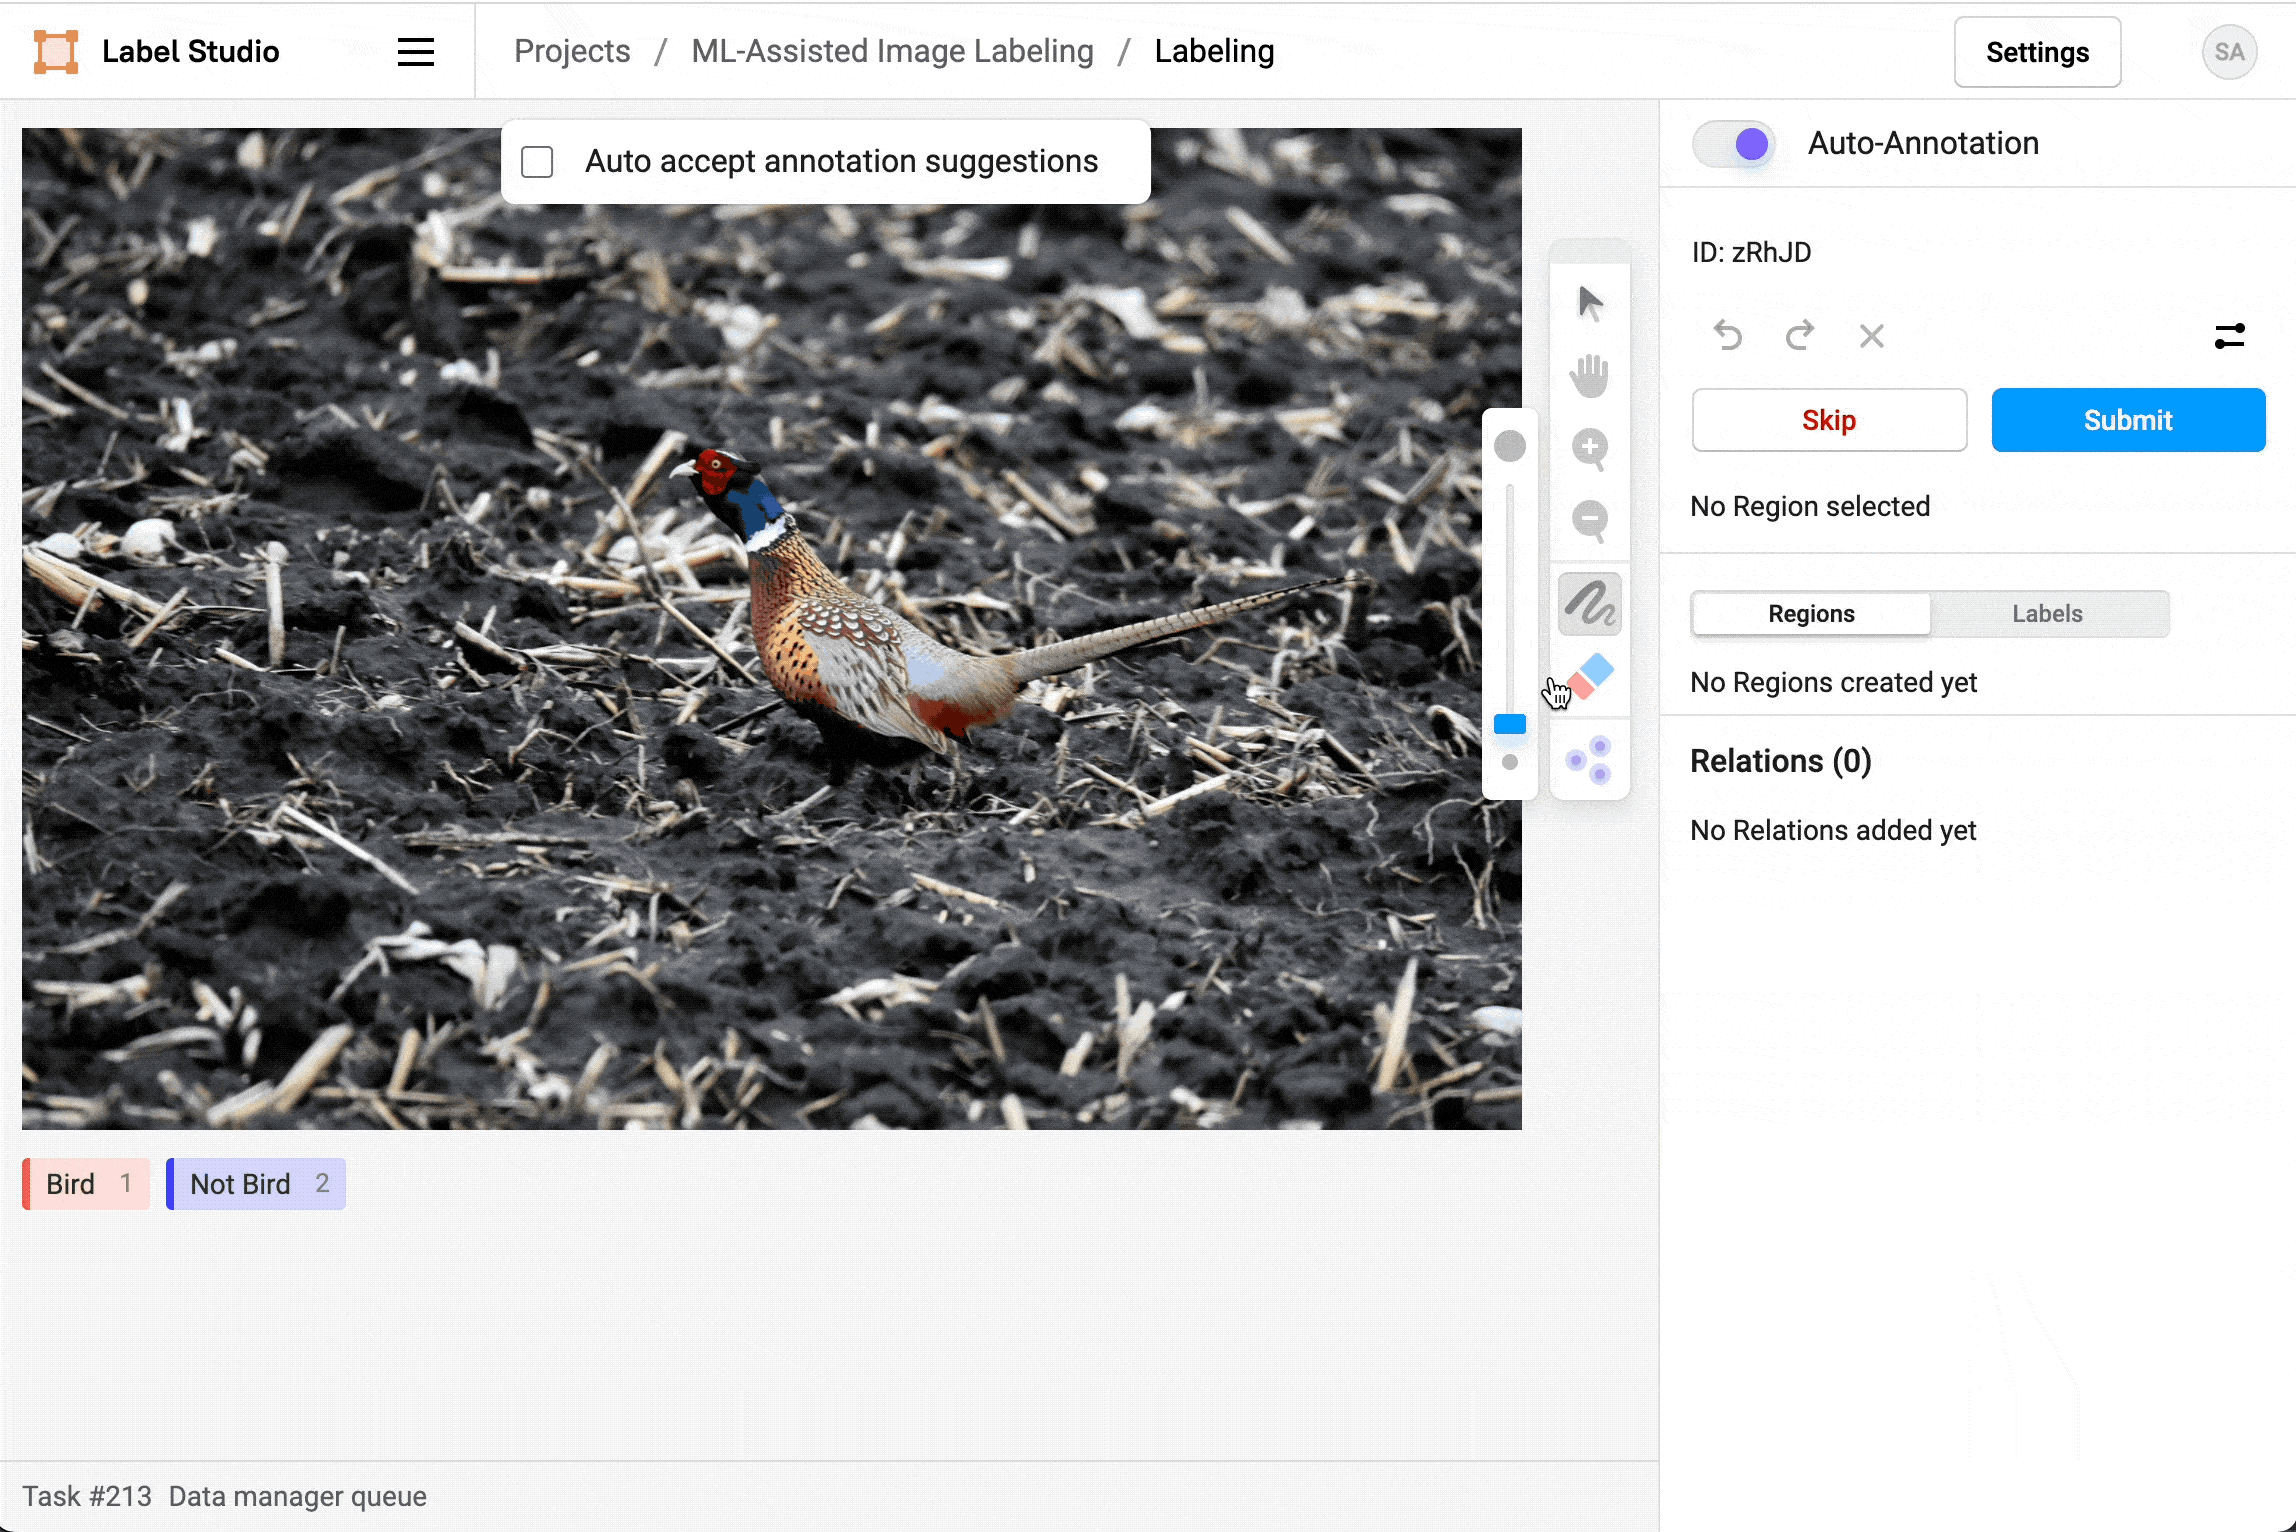 Label Studio
Projects / ML-Assisted Image Labeling / Labeling
Settings
SA
Auto accept annotation suggestions
Auto-Annotation
ID: zRhJD
Skip
Submit
No Region selected
Regions
Labels
No Regions created yet
Relations (0)
No Relations added yet
Bird 1
Not Bird 2
Task #213 Data manager queue